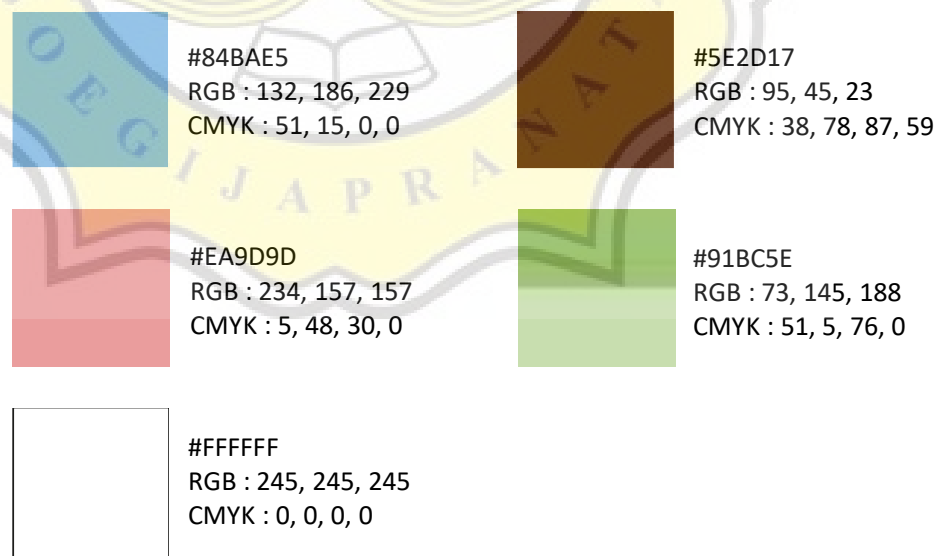 #84BAE5
RGB : 132, 186, 229
CMYK : 51, 15, 0, 0
#5E2D17
RGB : 95, 45, 23
CMYK : 38, 78, 87, 59
OEGIJAPRANAT
#EA9D9D
RGB : 234, 157, 157
CMYK : 5, 48, 30, 0
#91BC5E
RGB : 73, 145, 188
CMYK : 51, 5, 76, 0
#FFFFFF
RGB : 245, 245, 245
CMYK : 0, 0, 0, 0